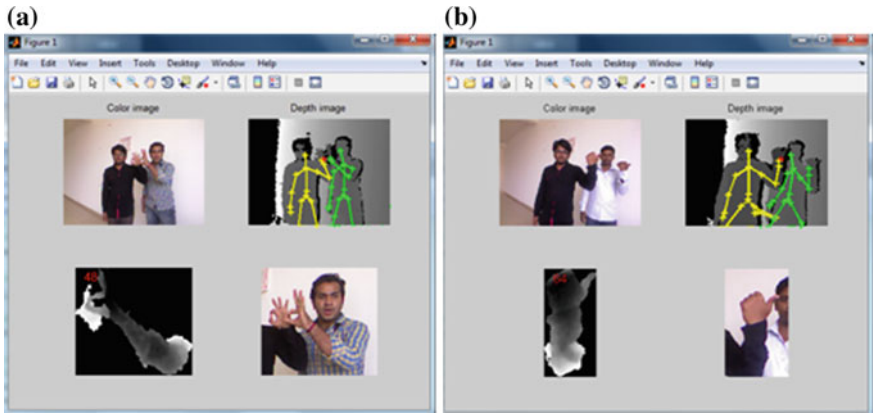 (a)
Figure 1
File Edit View Insert Tools Desktop Window Help
Color image
Depth image
48
(b)
Figure 1
File Edit View Insert Tools Desktop Window Help
Color image
Depth image